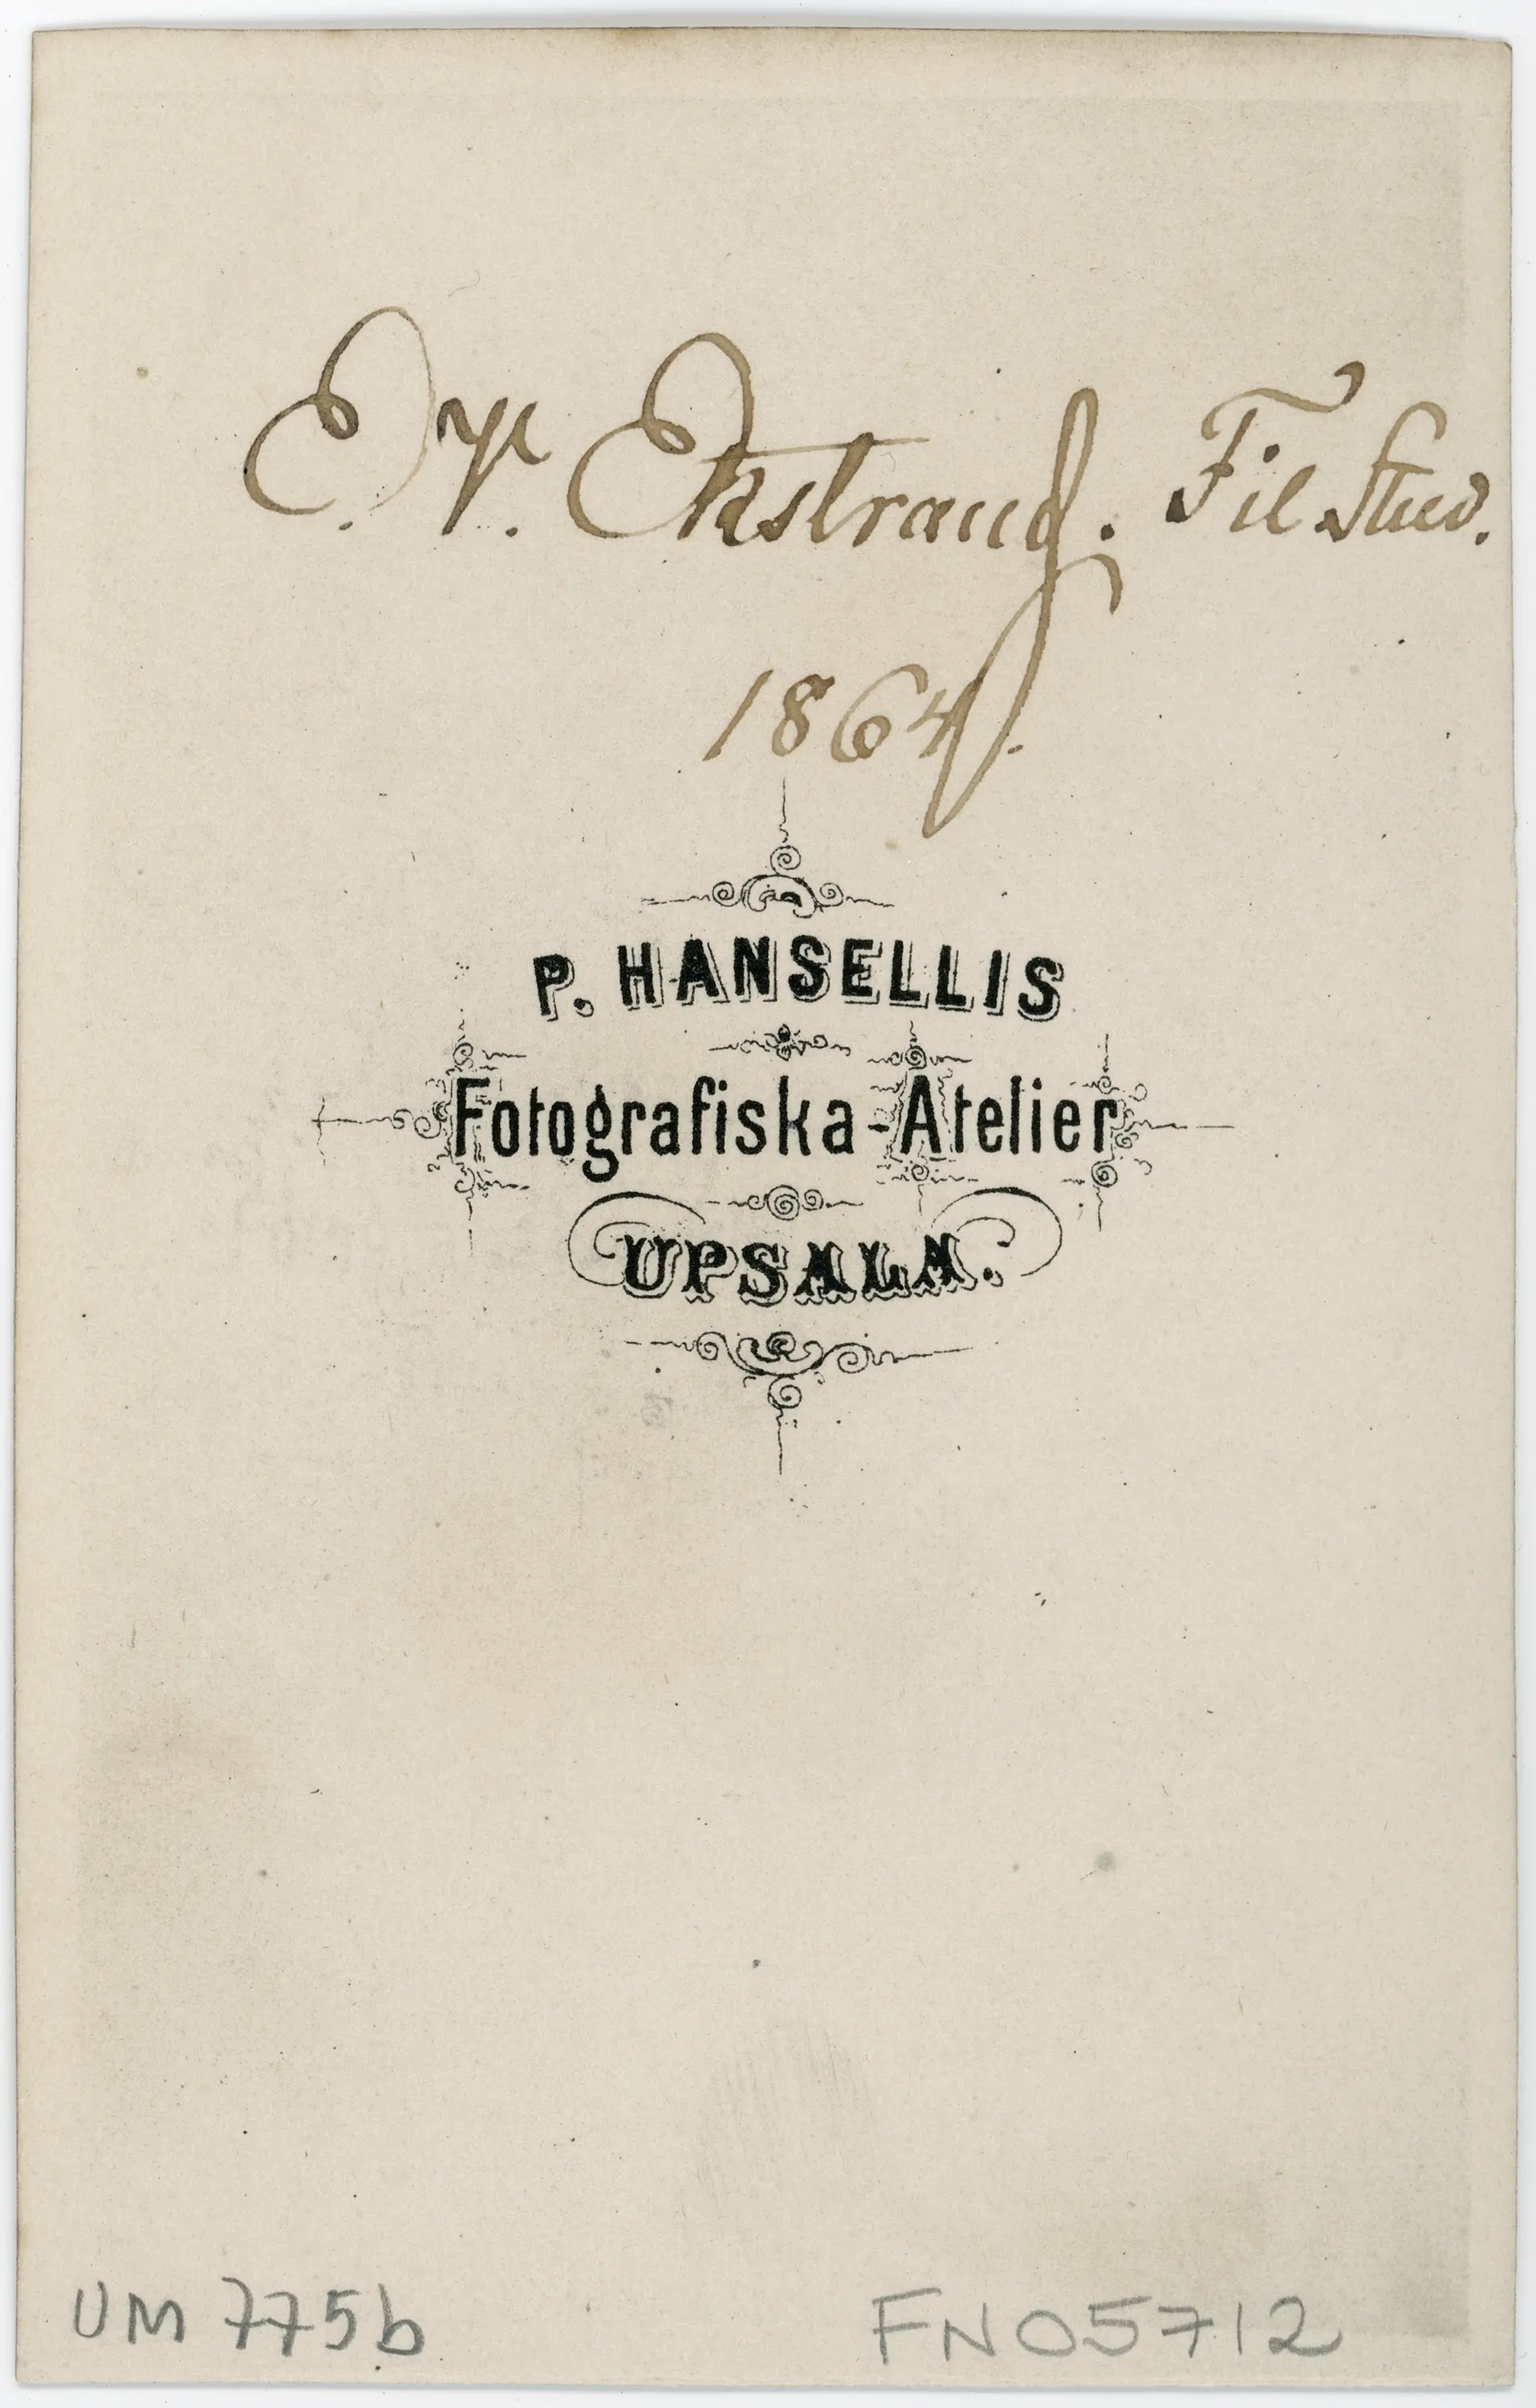 E. V. Ekstrand. Fil Stud.
1864.
P. HANSELLIS
Fotografiska-Atelier
UPSALA.
UM 775b
FN05712